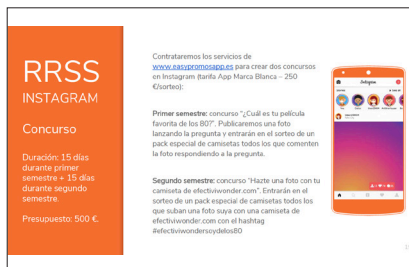 RRSS
INSTAGRAM
Concurso
Duración: 15 días
durante primer
semestre + 15 días
durante segundo
semestre.
Presupuesto: 500 €.
Contrataremos los servicios de
www.easypromosapp.es para crear dos concursos
en Instagram (tarifa App Marca Blanca – 250
€/sorteo):
Primer semestre: concurso "¿Cuál es tu película
favorita de los 80?". Publicaremos una foto
lanzando la pregunta y entrarán en el sorteo de un
pack especial de camisetas todos los que comenten
la foto respondiendo a la pregunta.
Segundo semestre: concurso "Hazte una foto con tu
camiseta de efectiviwonder.com". Entrarán en el
sorteo de un pack especial de camisetas todos los
que suban una foto suya con una camiseta de
efectivwonder.com con el hashtag
#efectiviwondersoydelos80
Instagram